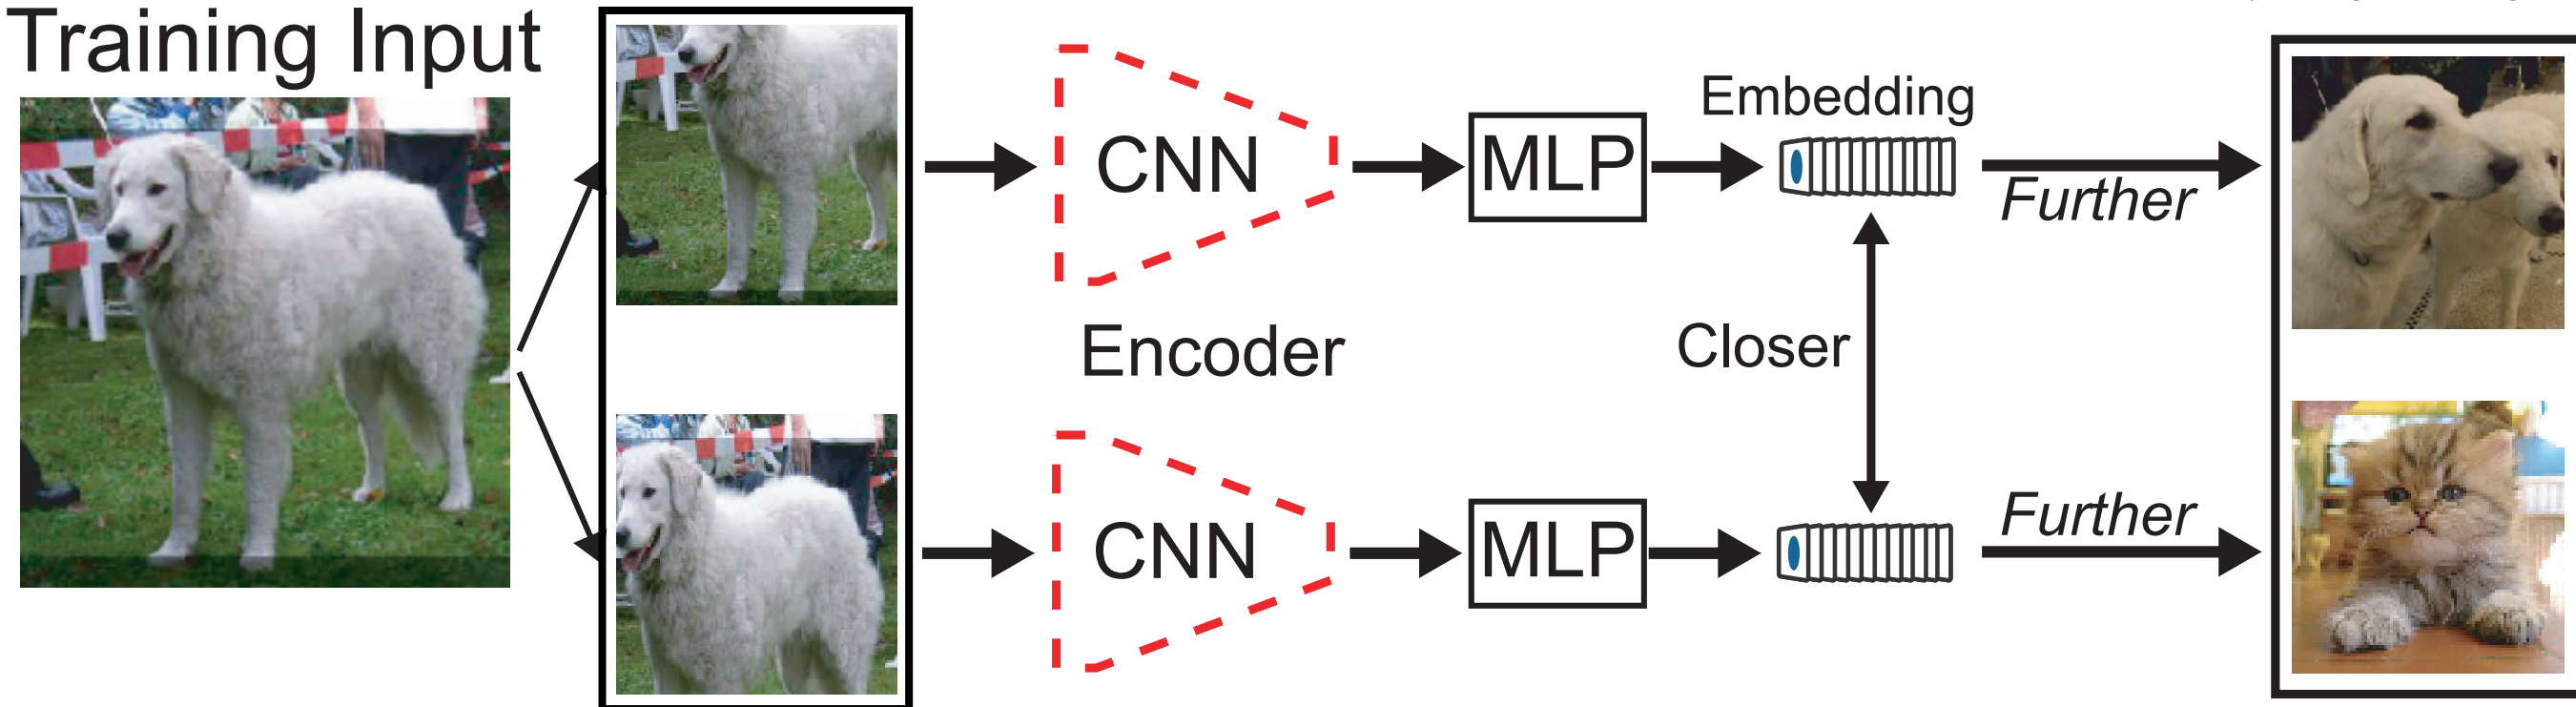 Training Input
CNN
MLP
Embedding
Further
Encoder
Closer
CNN
MLP
Further